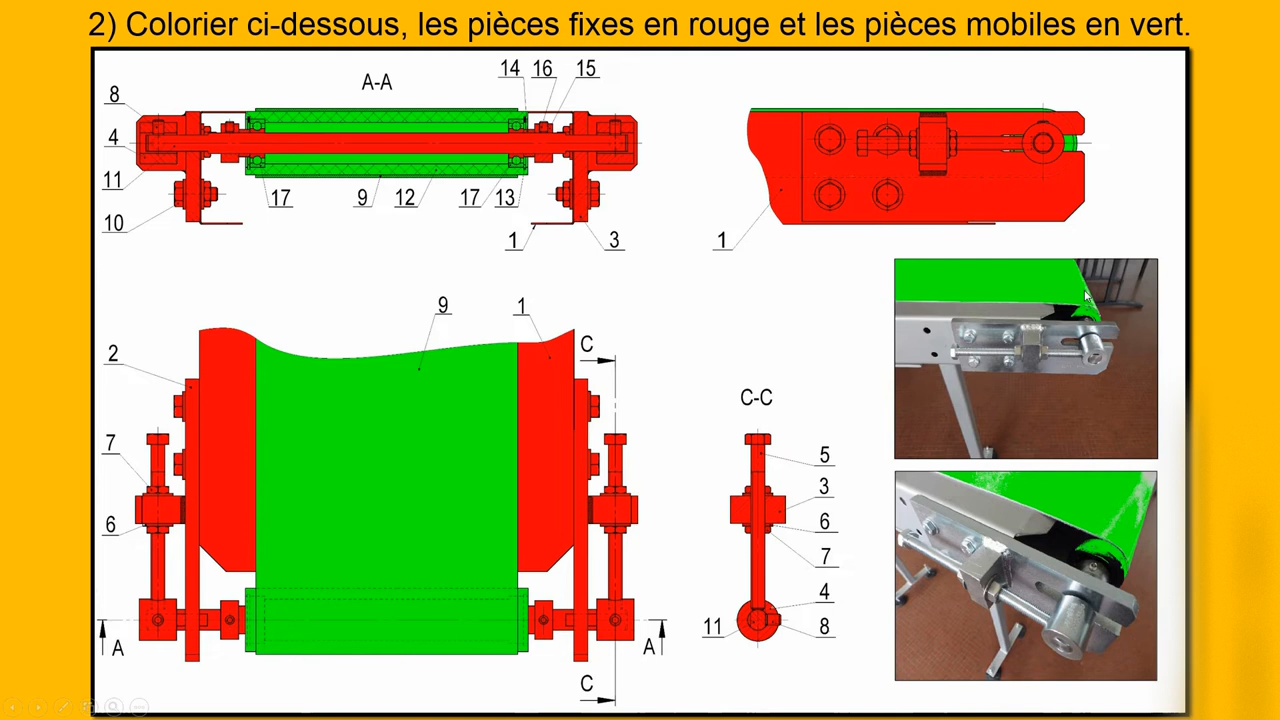 2) Colorier ci-dessous, les pièces fixes en rouge et les pièces mobiles en vert.
A-A
14 16 15
8
4
11
10
17 9 12 17 13
1 3
1
9 1
2
7
6
C
A A
C
C-C
5
3
6
7
4
11 8